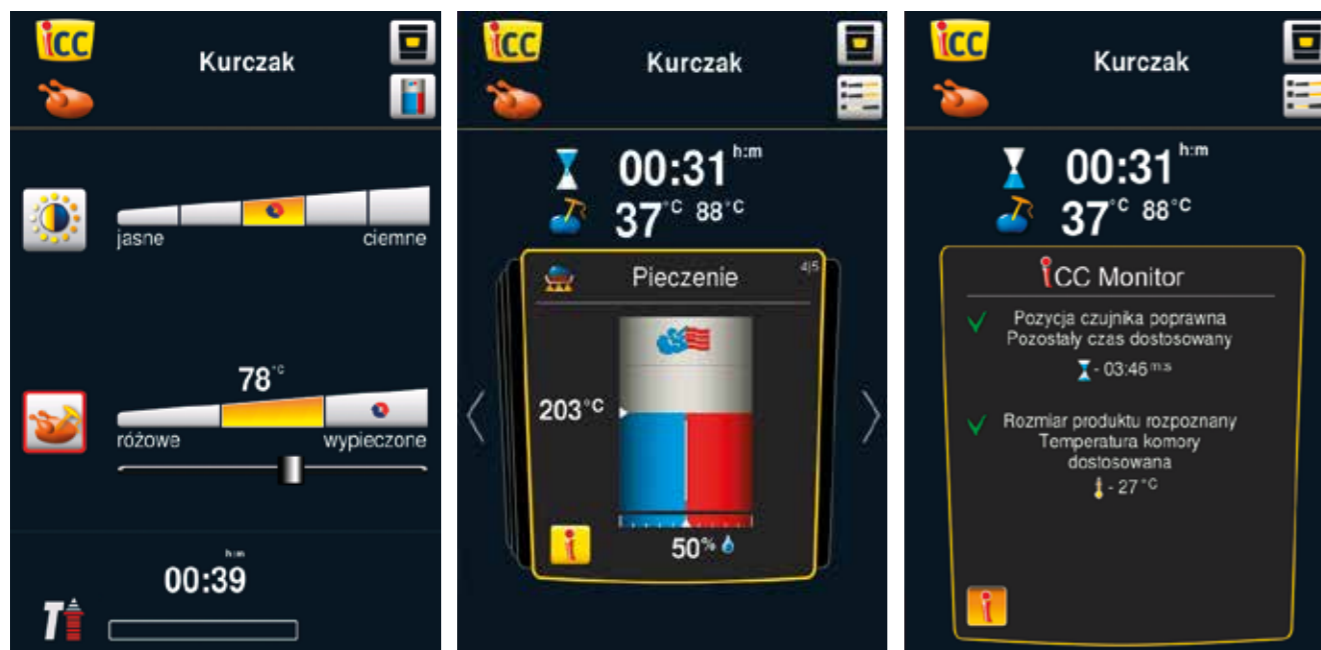 iCC
Kurczak
jasne
ciemne
78°C
różowe
wypieczone
h:m
00:39
T
iCC
Kurczak
00:31 h:m
37°C 88°C
Pieczenie
4|5
203°C
i
50%
iCC
Kurczak
00:31 h:m
37°C 88°C
iCC Monitor
Pozycja czujnika poprawna
Pozostały czas dostosowany
- 03:46 m:s
Rozmiar produktu rozpoznany
Temperatura komory
dostosowana
- 27 °C
i